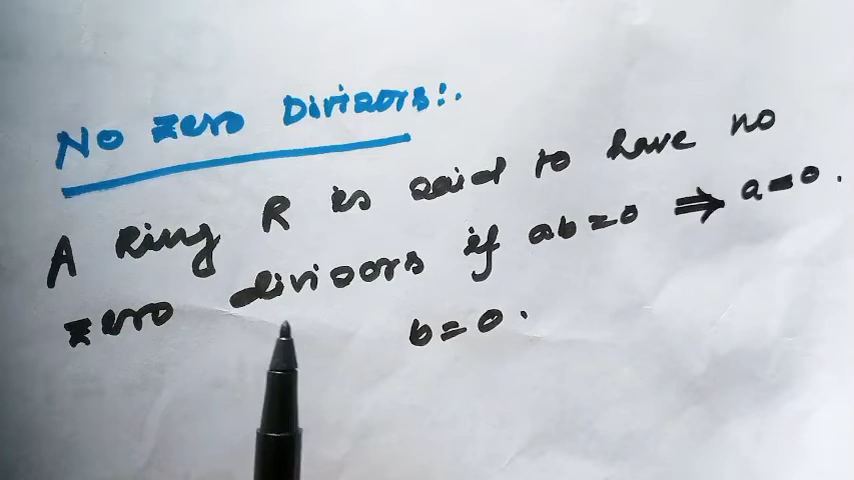 No zero Divisors:.
A Ring R is said to have no
zero divisors if ab=0 ⇒ a=0.
b=0.